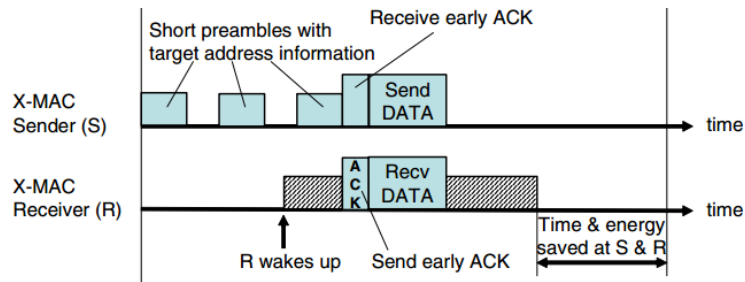 Short preambles with
target address information
Receive early ACK
X-MAC
Sender (S)
Send
DATA
time
X-MAC
Receiver (R)
A
C
K
Recv
DATA
time
R wakes up
Send early ACK
Time & energy
saved at S & R